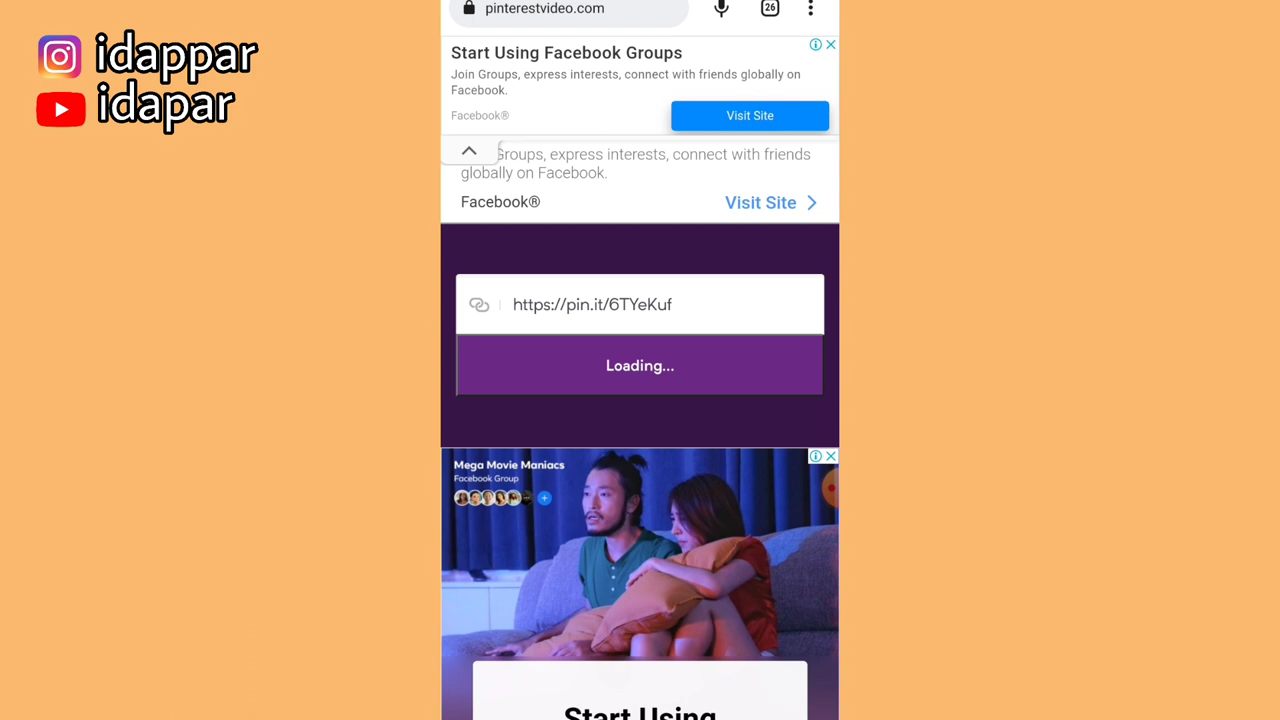 idappar
idapar
pinterestvideo.com
26
Start Using Facebook Groups
Join Groups, express interests, connect with friends globally on
Facebook.
Facebook®
Visit Site
Groups, express interests, connect with friends
globally on Facebook.
Facebook®
Visit Site
https://pin.it/6TYeKuf
Loading...
Mega Movie Maniacs
Facebook Group
Start Using